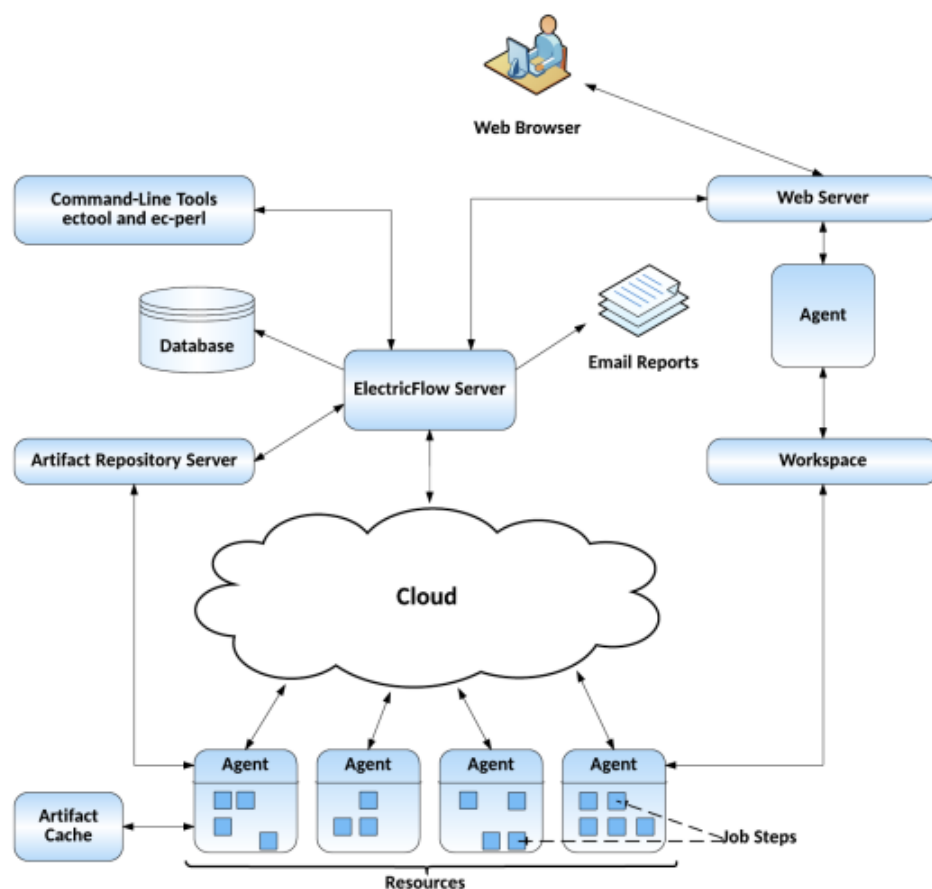 Web Browser
Command-Line Tools
ectool and ec-perl
Web Server
Agent
Database
Email Reports
ElectricFlow Server
Artifact Repository Server
Workspace
Cloud
Agent
Agent
Agent
Agent
Artifact
Cache
Job Steps
Resources